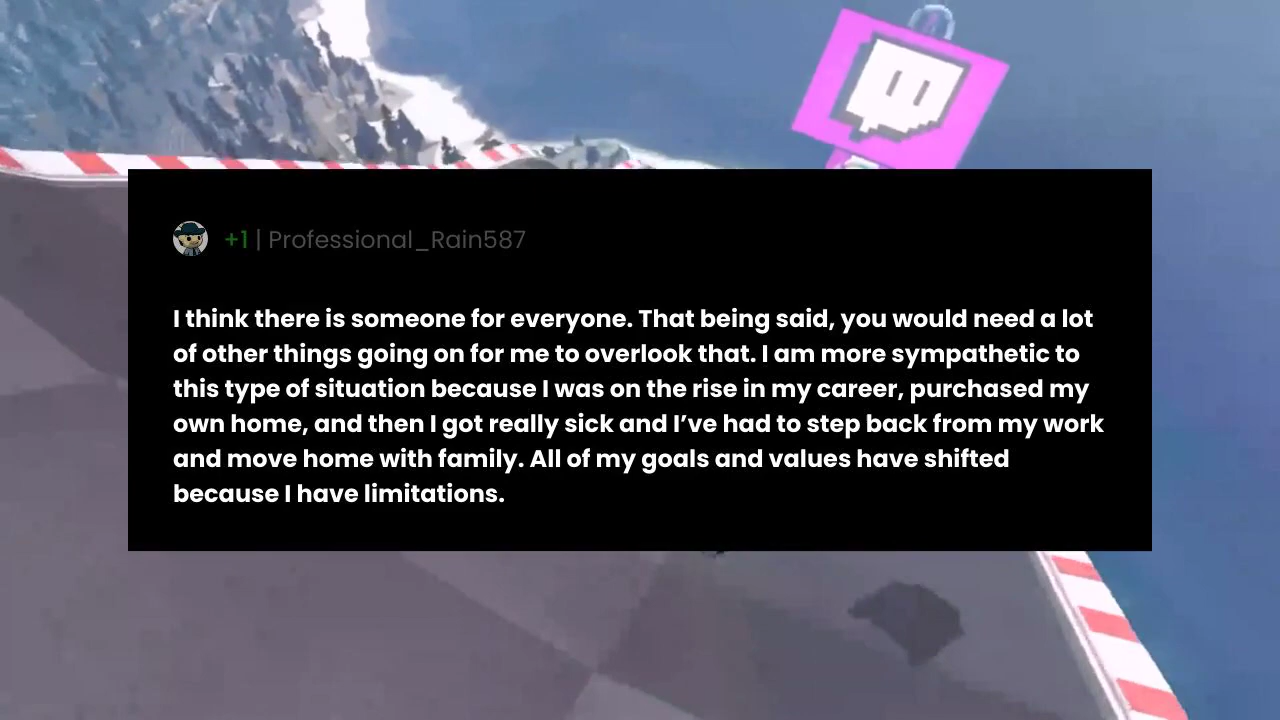 +1 | Professional_Rain587
I think there is someone for everyone. That being said, you would need a lot
of other things going on for me to overlook that. I am more sympathetic to
this type of situation because I was on the rise in my career, purchased my
own home, and then I got really sick and I’ve had to step back from my work
and move home with family. All of my goals and values have shifted
because I have limitations.